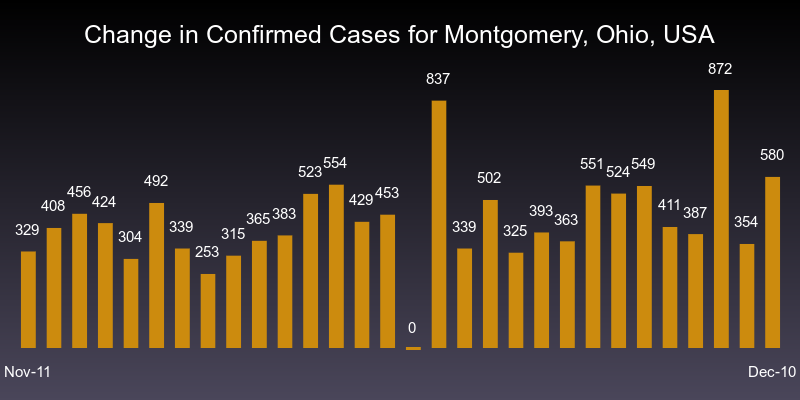 Change in Confirmed Cases for Montgomery, Ohio, USA
329 408 456 424 304 492 339 253 315 365 383 523 554 429 453 0 837 339 502 325 393 363 551 524 549 411 387 872 354 580
Nov-11 Dec-10